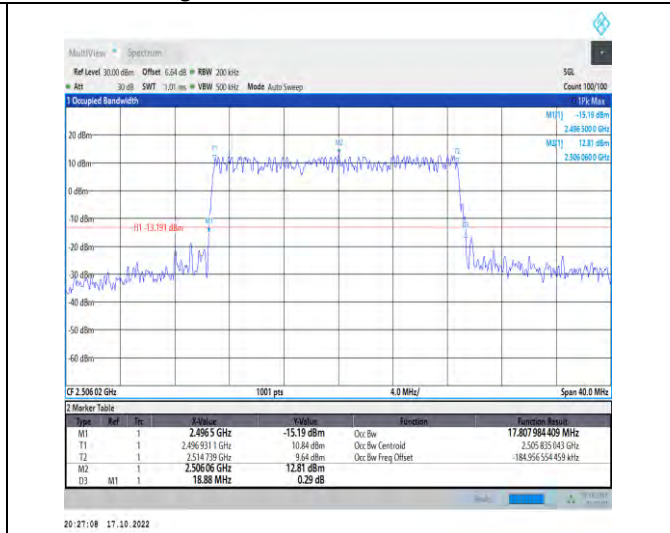 MultiView Spectrum
Ref Level 30.00 dBm Offset 6.64 dB RBW 200 kHz SGL
Att 30 dB SWT 1.01 ms VBW 500 kHz Mode Auto Sweep Count 100/100
1 Occupied Bandwidth 1Pk Max
M1[1] -15.19 dBm
2.496 500 0 GHz
M2[1] 12.81 dBm
2.506 060 0 GHz
20 dBm
M2
10 dBm
0 dBm
-10 dBm
M1
H1 -13.191 dBm
-20 dBm
-30 dBm
-40 dBm
-50 dBm
-60 dBm
CF 2.506 02 GHz 1001 pts 4.0 MHz/ Span 40.0 MHz
2 Marker Table
Type Ref Trc X-Value Y-Value Function Function Result
M1 1 2.496 5 GHz -15.19 dBm Occ Bw 17.807 984 409 MHz
T1 1 2.496 931 1 GHz 10.84 dBm Occ Bw Centroid 2.505 835 043 GHz
T2 1 2.514 739 GHz 9.64 dBm Occ Bw Freq Offset -184.956 554 459 kHz
M2 1 2.506 06 GHz 12.81 dBm
D3 M1 1 18.88 MHz 0.29 dB
20:27:08 17.10.2022